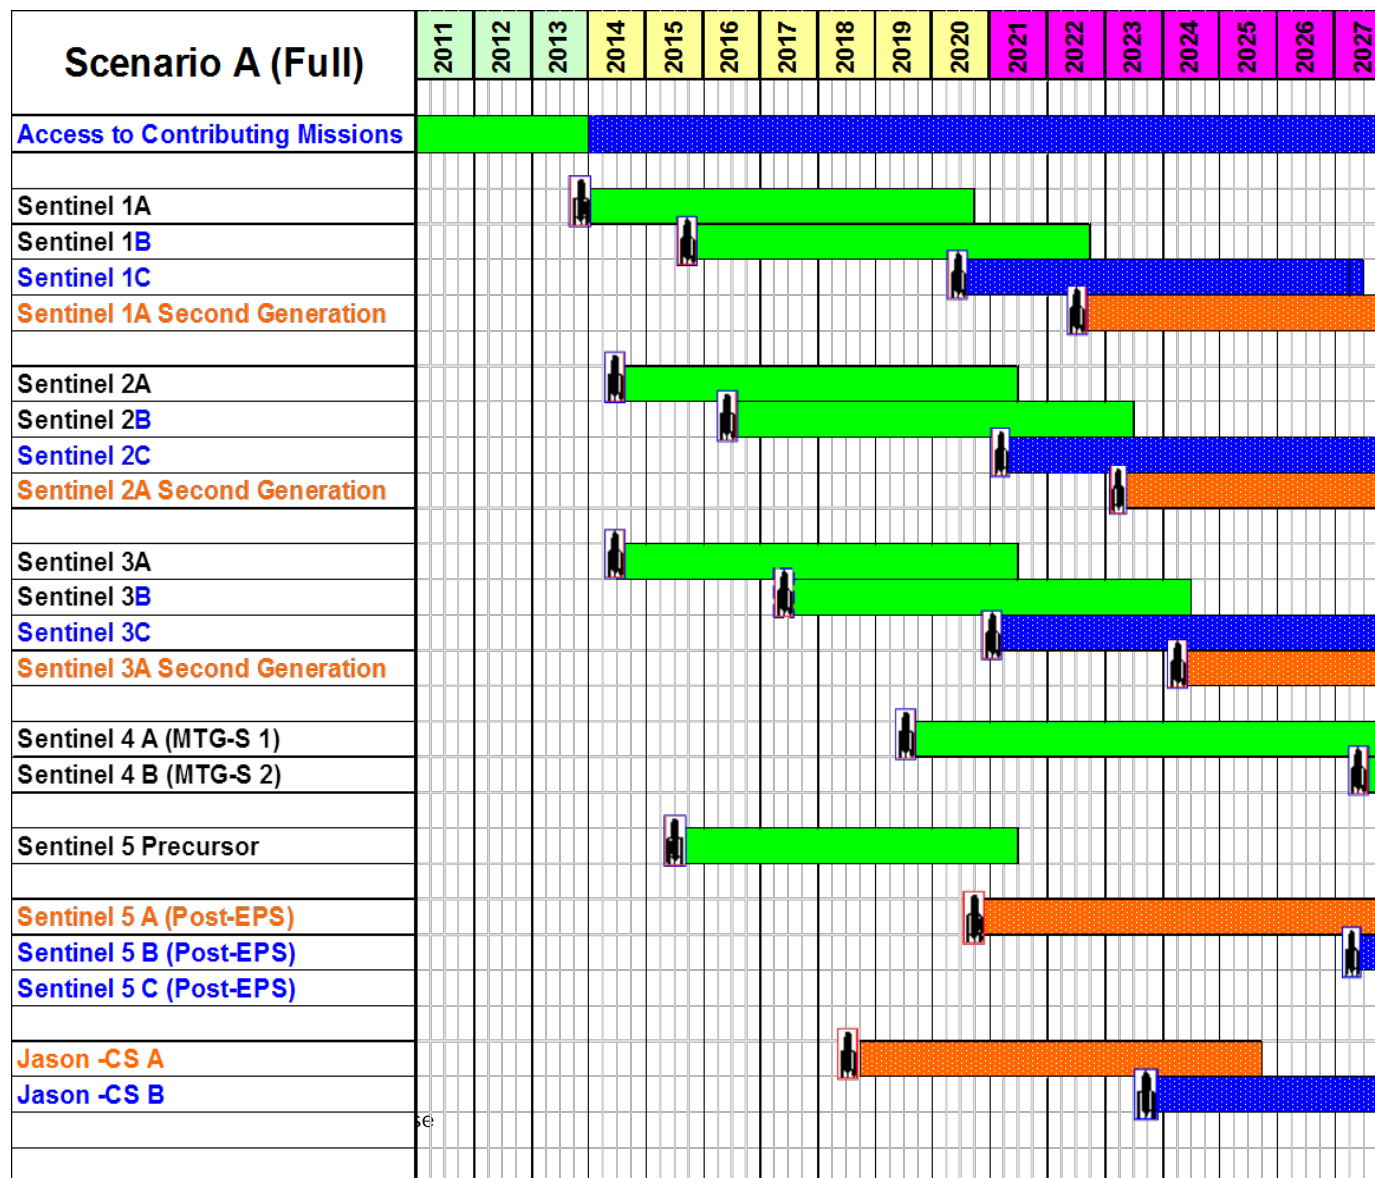 Scenario A (Full)
2011 2012 2013 2014 2015 2016 2017 2018 2019 2020 2021 2022 2023 2024 2025 2026 2027
Access to Contributing Missions
Sentinel 1A
Sentinel 1B
Sentinel 1C
Sentinel 1A Second Generation
Sentinel 2A
Sentinel 2B
Sentinel 2C
Sentinel 2A Second Generation
Sentinel 3A
Sentinel 3B
Sentinel 3C
Sentinel 3A Second Generation
Sentinel 4 A (MTG-S 1)
Sentinel 4 B (MTG-S 2)
Sentinel 5 Precursor
Sentinel 5 A (Post-EPS)
Sentinel 5 B (Post-EPS)
Sentinel 5 C (Post-EPS)
Jason -CS A
Jason -CS B